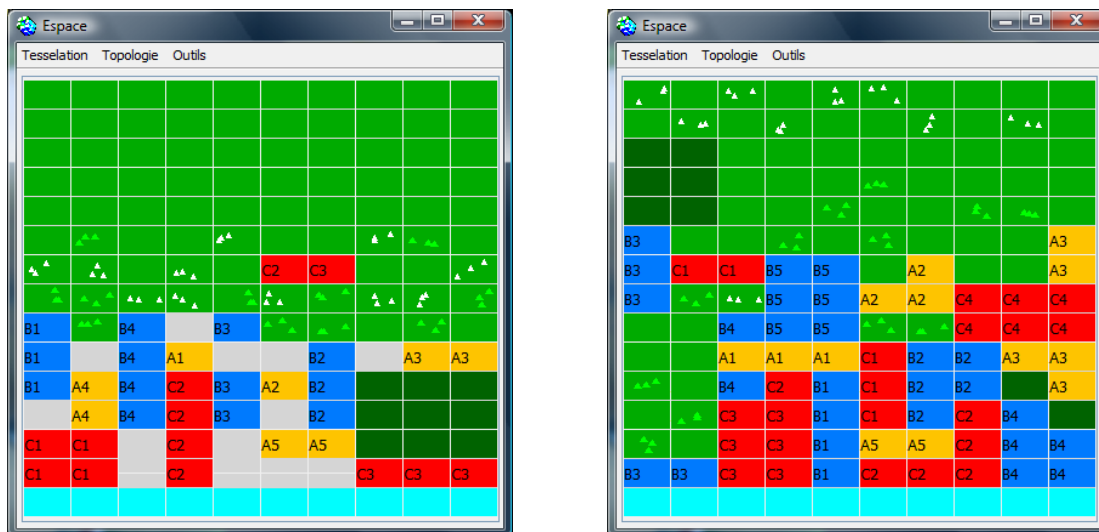 Espace
Tesselation Topologie Outils
C2 C3
B1 B4 B3
B1 B4 A1 B2 A3 A3
B1 A4 B4 C2 B3 A2 B2
A4 B4 C2 B3 B2
C1 C1 C2 A5 A5
C1 C1 C2 C3 C3 C3
Espace
Tesselation Topologie Outils
B3 A3
B3 C1 C1 B5 B5 A2 A3
B3 B5 B5 A2 A2 C4 C4 C4
B4 B5 B5 C4 C4 C4
A1 A1 A1 C1 B2 B2 A3 A3
B4 C2 B1 C1 B2 B2 A3
C3 C3 B1 C1 B2 C2 B4
C3 C3 B1 A5 A5 C2 B4 B4
B3 B3 C3 C3 B1 C2 C2 C2 B4 B4